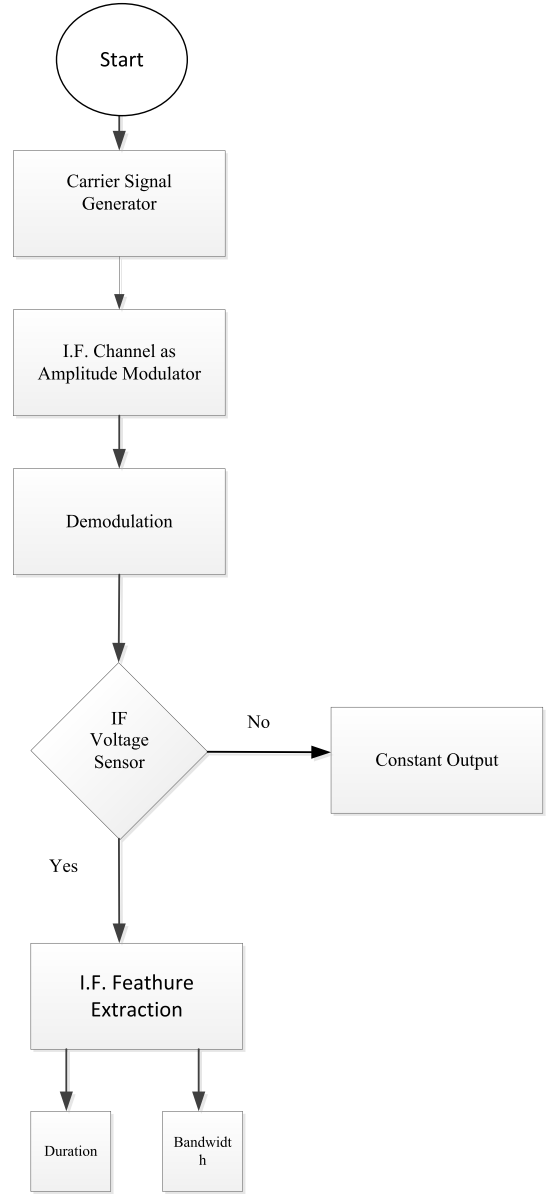 Start
Carrier Signal
Generator
I.F. Channel as
Amplitude Modulator
Demodulation
IF
Voltage
Sensor
No
Constant Output
Yes
I.F. Feathure
Extraction
Duration
Bandwidt
h